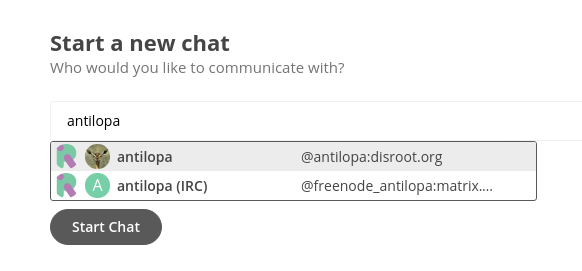 Start a new chat
Who would you like to communicate with?
antilopa
antilopa @antilopa:disroot.org
A antilopa (IRC) @freenode_antilopa:matrix....
Start Chat